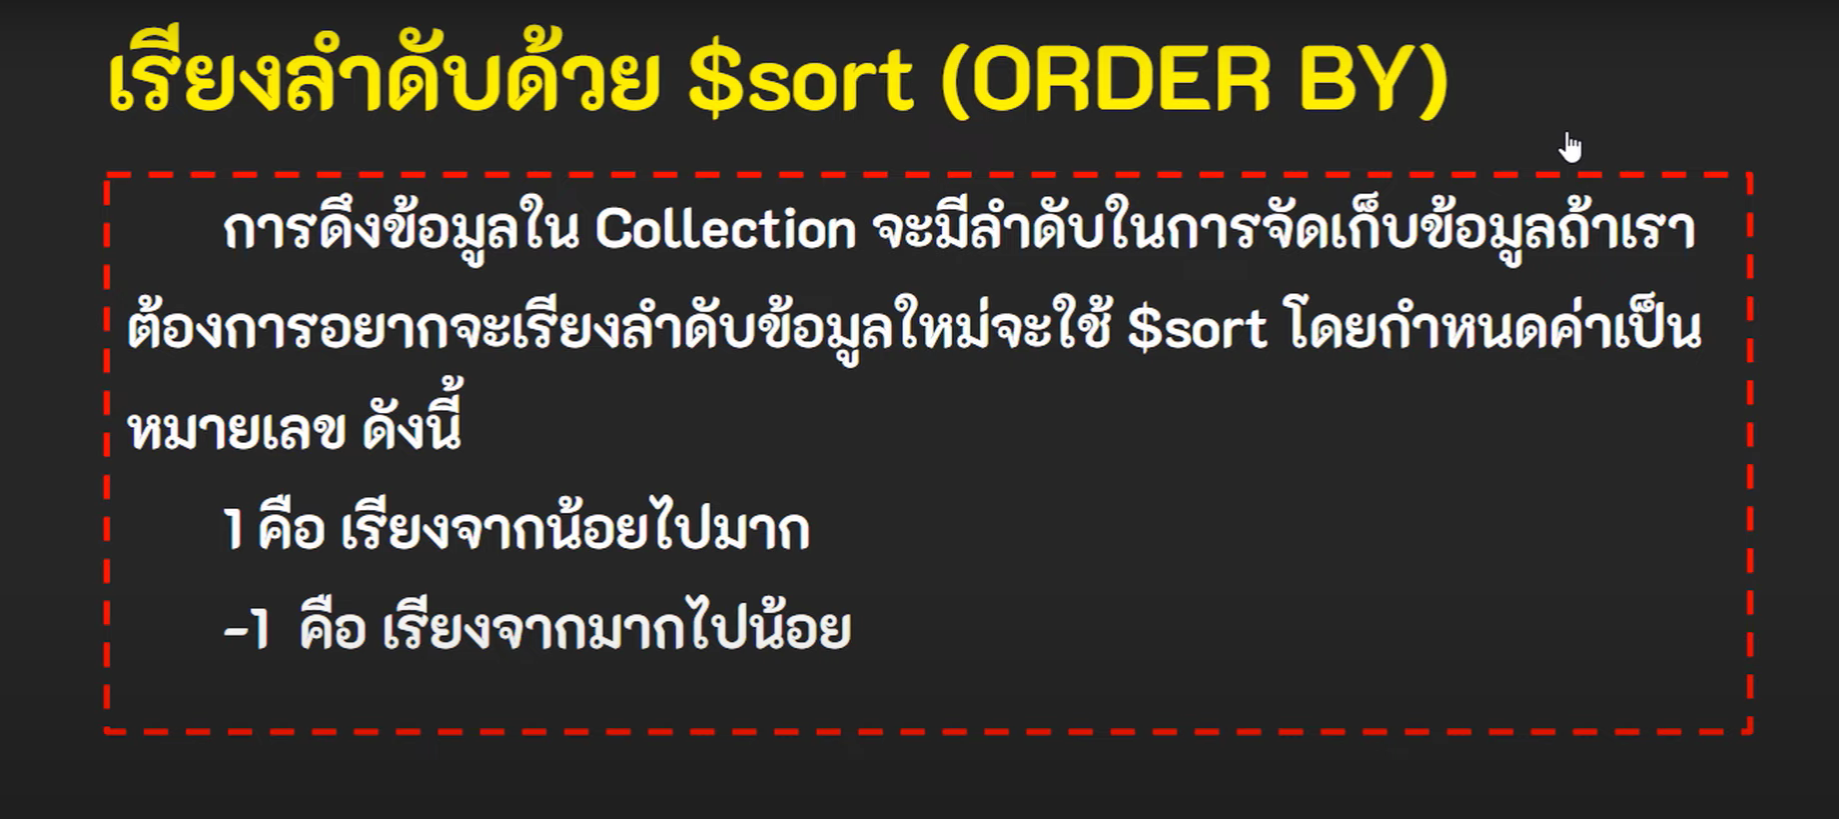 เรียงลำดับด้วย $sort (ORDER BY)
การดึงข้อมูลใน Collection จะมีลำดับในการจัดเก็บข้อมูลถ้าเรา
ต้องการอยากจะเรียงลำดับข้อมูลใหม่จะใช้ $sort โดยกำหนดค่าเป็น
หมายเลข ดังนี้
1 คือ เรียงจากน้อยไปมาก
-1 คือ เรียงจากมากไปน้อย